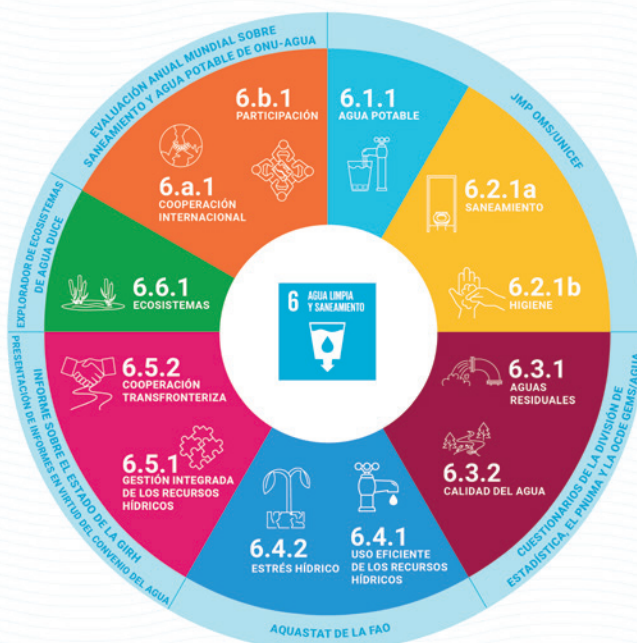 EVALUACIÓN ANUAL MUNDIAL SOBRE
SANEAMIENTO Y AGUA POTABLE DE ONU-AGUA
JMP OMS/UNICEF
6.b.1
PARTICIPACIÓN
6.1.1
AGUA POTABLE
6.a.1
COOPERACIÓN
INTERNACIONAL
6.2.1a
SANEAMIENTO
EXPLORADOR DE ECOSISTEMAS
DE AGUA DUCE
6.6.1
ECOSISTEMAS
6.2.1b
HIGIENE
6 AGUA LIMPIA
Y SANEAMIENTO
6.5.2
COOPERACIÓN
TRANSFRONTERIZA
6.3.1
AGUAS
RESIDUALES
6.5.1
GESTIÓN INTEGRADA
DE LOS RECURSOS
HÍDRICOS
6.3.2
CALIDAD DEL AGUA
6.4.2
ESTRÉS HÍDRICO
6.4.1
USO EFICIENTE
DE LOS RECURSOS
HÍDRICOS
INFORME SOBRE EL ESTADO DE LA GIRH
PRESENTACIÓN DE INFORMES EN VIRTUD DEL CONVENIO DEL AGUA
CUESTIONARIOS DE LA DIVISIÓN DE
ESTADÍSTICA, EL PNUMA Y LA OCDE GEMS/AGUA
AQUASTAT DE LA FAO